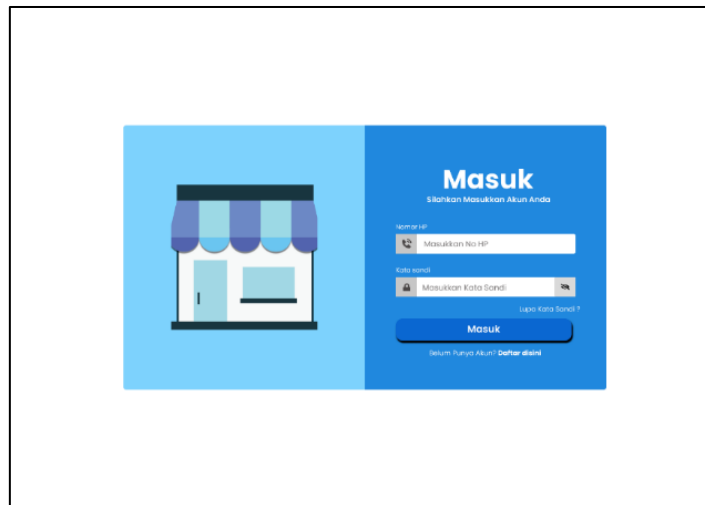 Masuk
Silahkan Masukkan Akun Anda
Nomor HP
Masukkan No HP
Kata sandi
Masukkan Kata Sandi
Lupa Kata Sandi ?
Masuk
Belum Punya Akun? Daftar disini